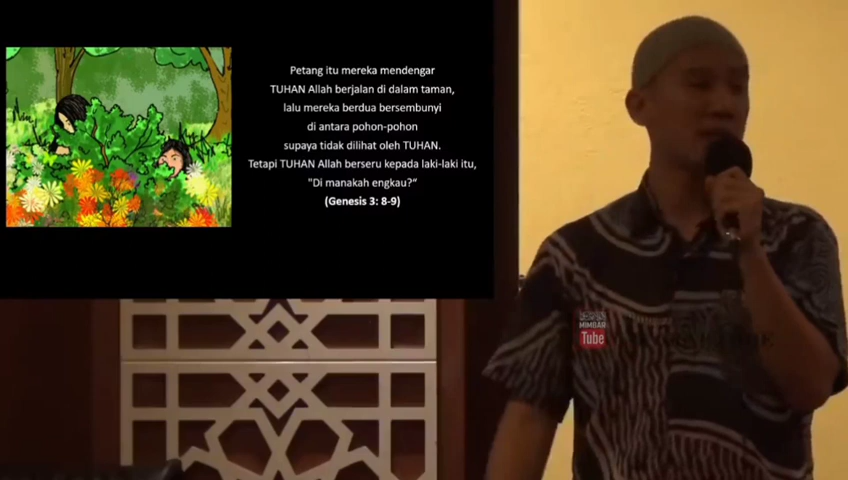 Petang itu mereka mendengar
TUHAN Allah berjalan di dalam taman,
lalu mereka berdua bersembunyi
di antara pohon-pohon
supaya tidak dilihat oleh TUHAN.
Tetapi TUHAN Allah berseru kepada laki-laki itu,
"Di manakah engkau?“
(Genesis 3: 8-9)
MIMBAR
Tube